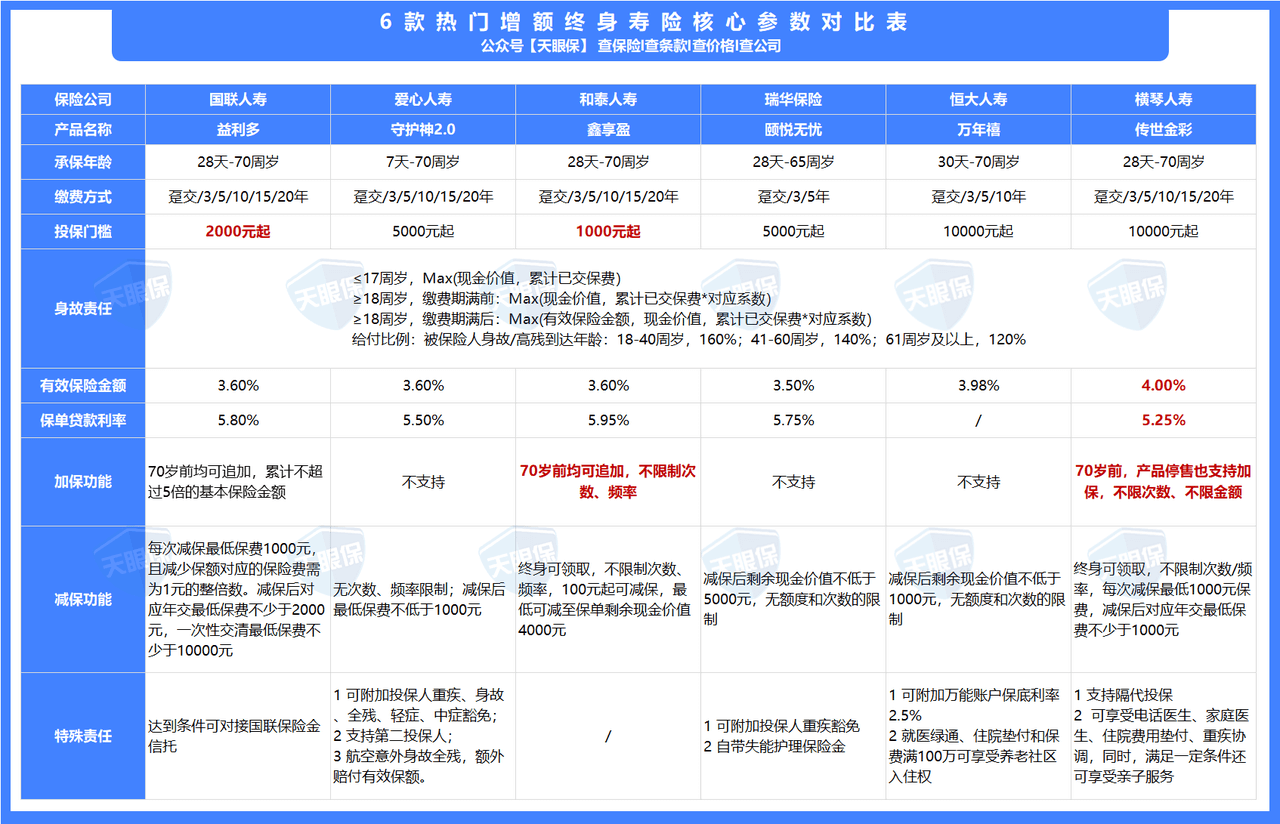 6款热门增额终身寿险核心参数对比表
公众号【天眼保】 查保险I查条款I查价格I查公司
保险公司 国联人寿 爱心人寿 和泰人寿 瑞华保险 恒大人寿 横琴人寿
产品名称 益利多 守护神2.0 鑫享盈 颐悦无忧 万年禧 传世金彩
承保年龄 28天-70周岁 7天-70周岁 28天-70周岁 28天-65周岁 30天-70周岁 28天-70周岁
缴费方式 趸交/3/5/10/15/20年 趸交/3/5/10/15/20年 趸交/3/5/10/15/20年 趸交/3/5年 趸交/3/5/10年 趸交/3/5/10/15/20年
投保门槛 2000元起 5000元起 1000元起 5000元起 10000元起 10000元起
身故责任
≤17周岁，Max(现金价值，累计已交保费)
≥18周岁，缴费期满前：Max(现金价值，累计已交保费*对应系数)
≥18周岁，缴费期满后：Max(有效保险金额，现金价值，累计已交保费*对应系数)
给付比例：被保险人身故/高残到达年龄：18-40周岁，160%；41-60周岁，140%；61周岁及以上，120%
有效保险金额 3.60% 3.60% 3.60% 3.50% 3.98% 4.00%
保单贷款利率 5.80% 5.50% 5.95% 5.75% / 5.25%
加保功能
70岁前均可追加，累计不超
过5倍的基本保险金额
不支持
70岁前均可追加，不限制次
数、频率
不支持
不支持
70岁前，产品停售也支持加
保，不限次数、不限金额
减保功能
每次减保最低保费1000元，
且减少保额对应的保险费需
为1元的整倍数。减保后对
应年交最低保费不少于2000
元，一次性交清最低保费不
少于10000元
无次数、频率限制；减保后
最低保费不低于1000元
终身可领取，不限制次数、
频率，100元起可减保，最
低可减至保单剩余现金价值
4000元
减保后剩余现金价值不低于
5000元，无额度和次数的限
制
减保后剩余现金价值不低于
1000元，无额度和次数的限
制
终身可领取，不限制次数/频
率，每次减保最低1000元保
费，减保后对应年交最低保
费不少于1000元
特殊责任
达到条件可对接国联保险金
信托
1 可附加投保人重疾、身故
、全残、轻症、中症豁免；
2 支持第二投保人；
3 航空意外身故全残，额外
赔付有效保额。
/
1 可附加投保人重疾豁免
2 自带失能护理保险金
1 可附加万能账户保底利率
2.5%
2 就医绿通、住院垫付和保
费满100万可享受养老社区
入住权
1 支持隔代投保
2 可享受电话医生、家庭医
生、住院费用垫付、重疾协
调，同时，满足一定条件还
可享受亲子服务
天眼保
天眼保
天眼保
天眼保
天眼保
天眼保
天眼保
天眼保
天眼保
天眼保
天眼保
天眼保